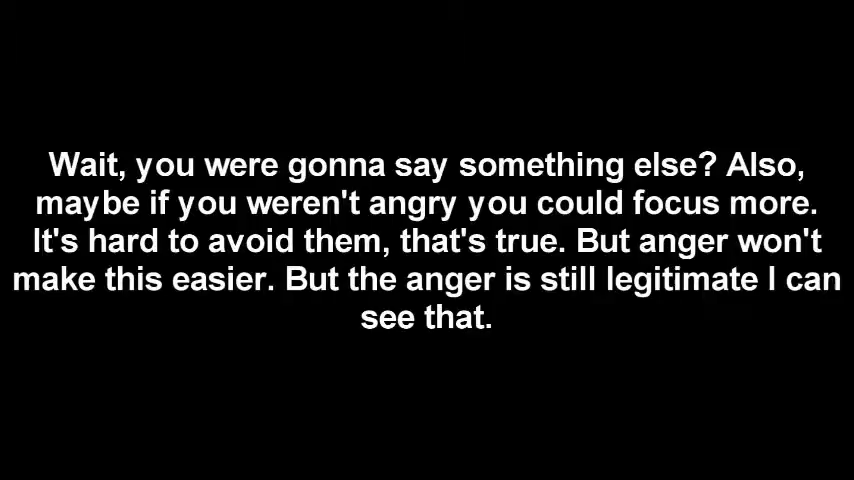 Wait, you were gonna say something else? Also,
maybe if you weren't angry you could focus more.
It's hard to avoid them, that's true. But anger won't
make this easier. But the anger is still legitimate I can
see that.